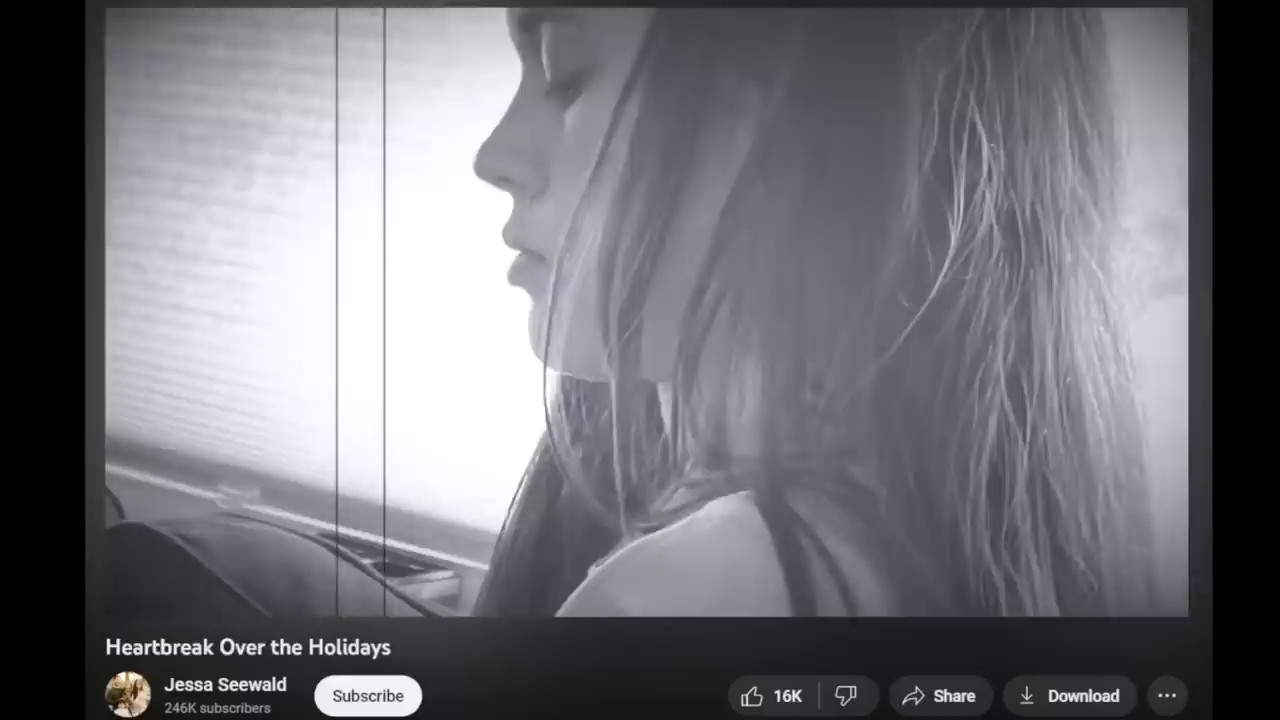 Heartbreak Over the Holidays
Jessa Seewald
246K subscribers
Subscribe
16K
Share
Download